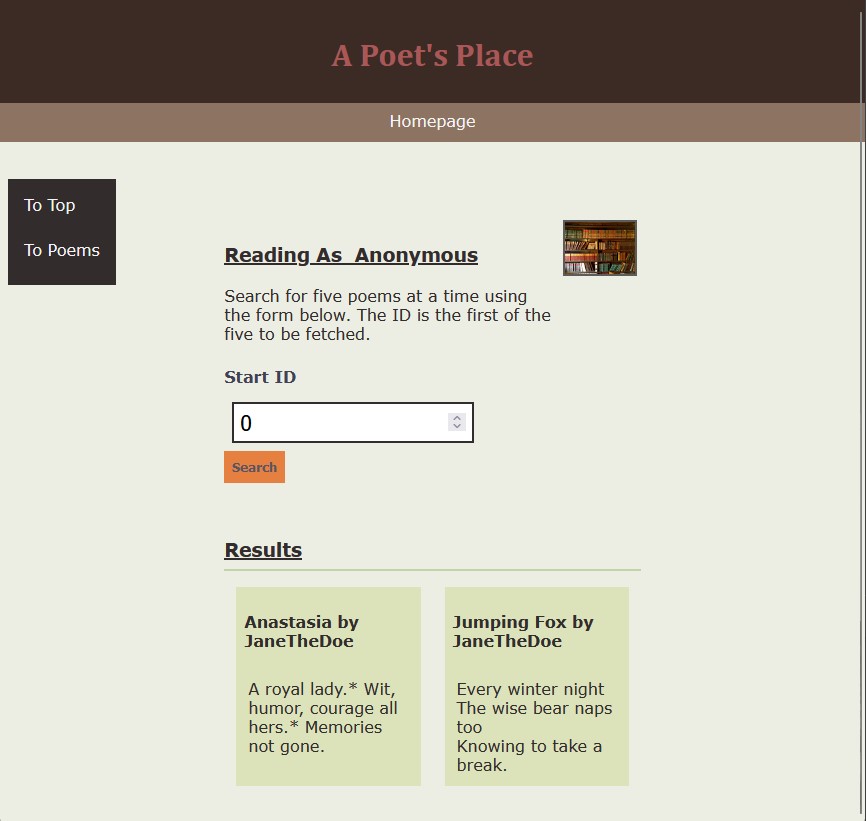 A Poet's Place
Homepage
To Top
To Poems
Reading As  Anonymous
Search for five poems at a time using
the form below. The ID is the first of the
five to be fetched.
Start ID
0
Search
Results
Anastasia by
JaneTheDoe
A royal lady.* Wit,
humor, courage all
hers.* Memories
not gone.
Jumping Fox by
JaneTheDoe
Every winter night
The wise bear naps
too
Knowing to take a
break.